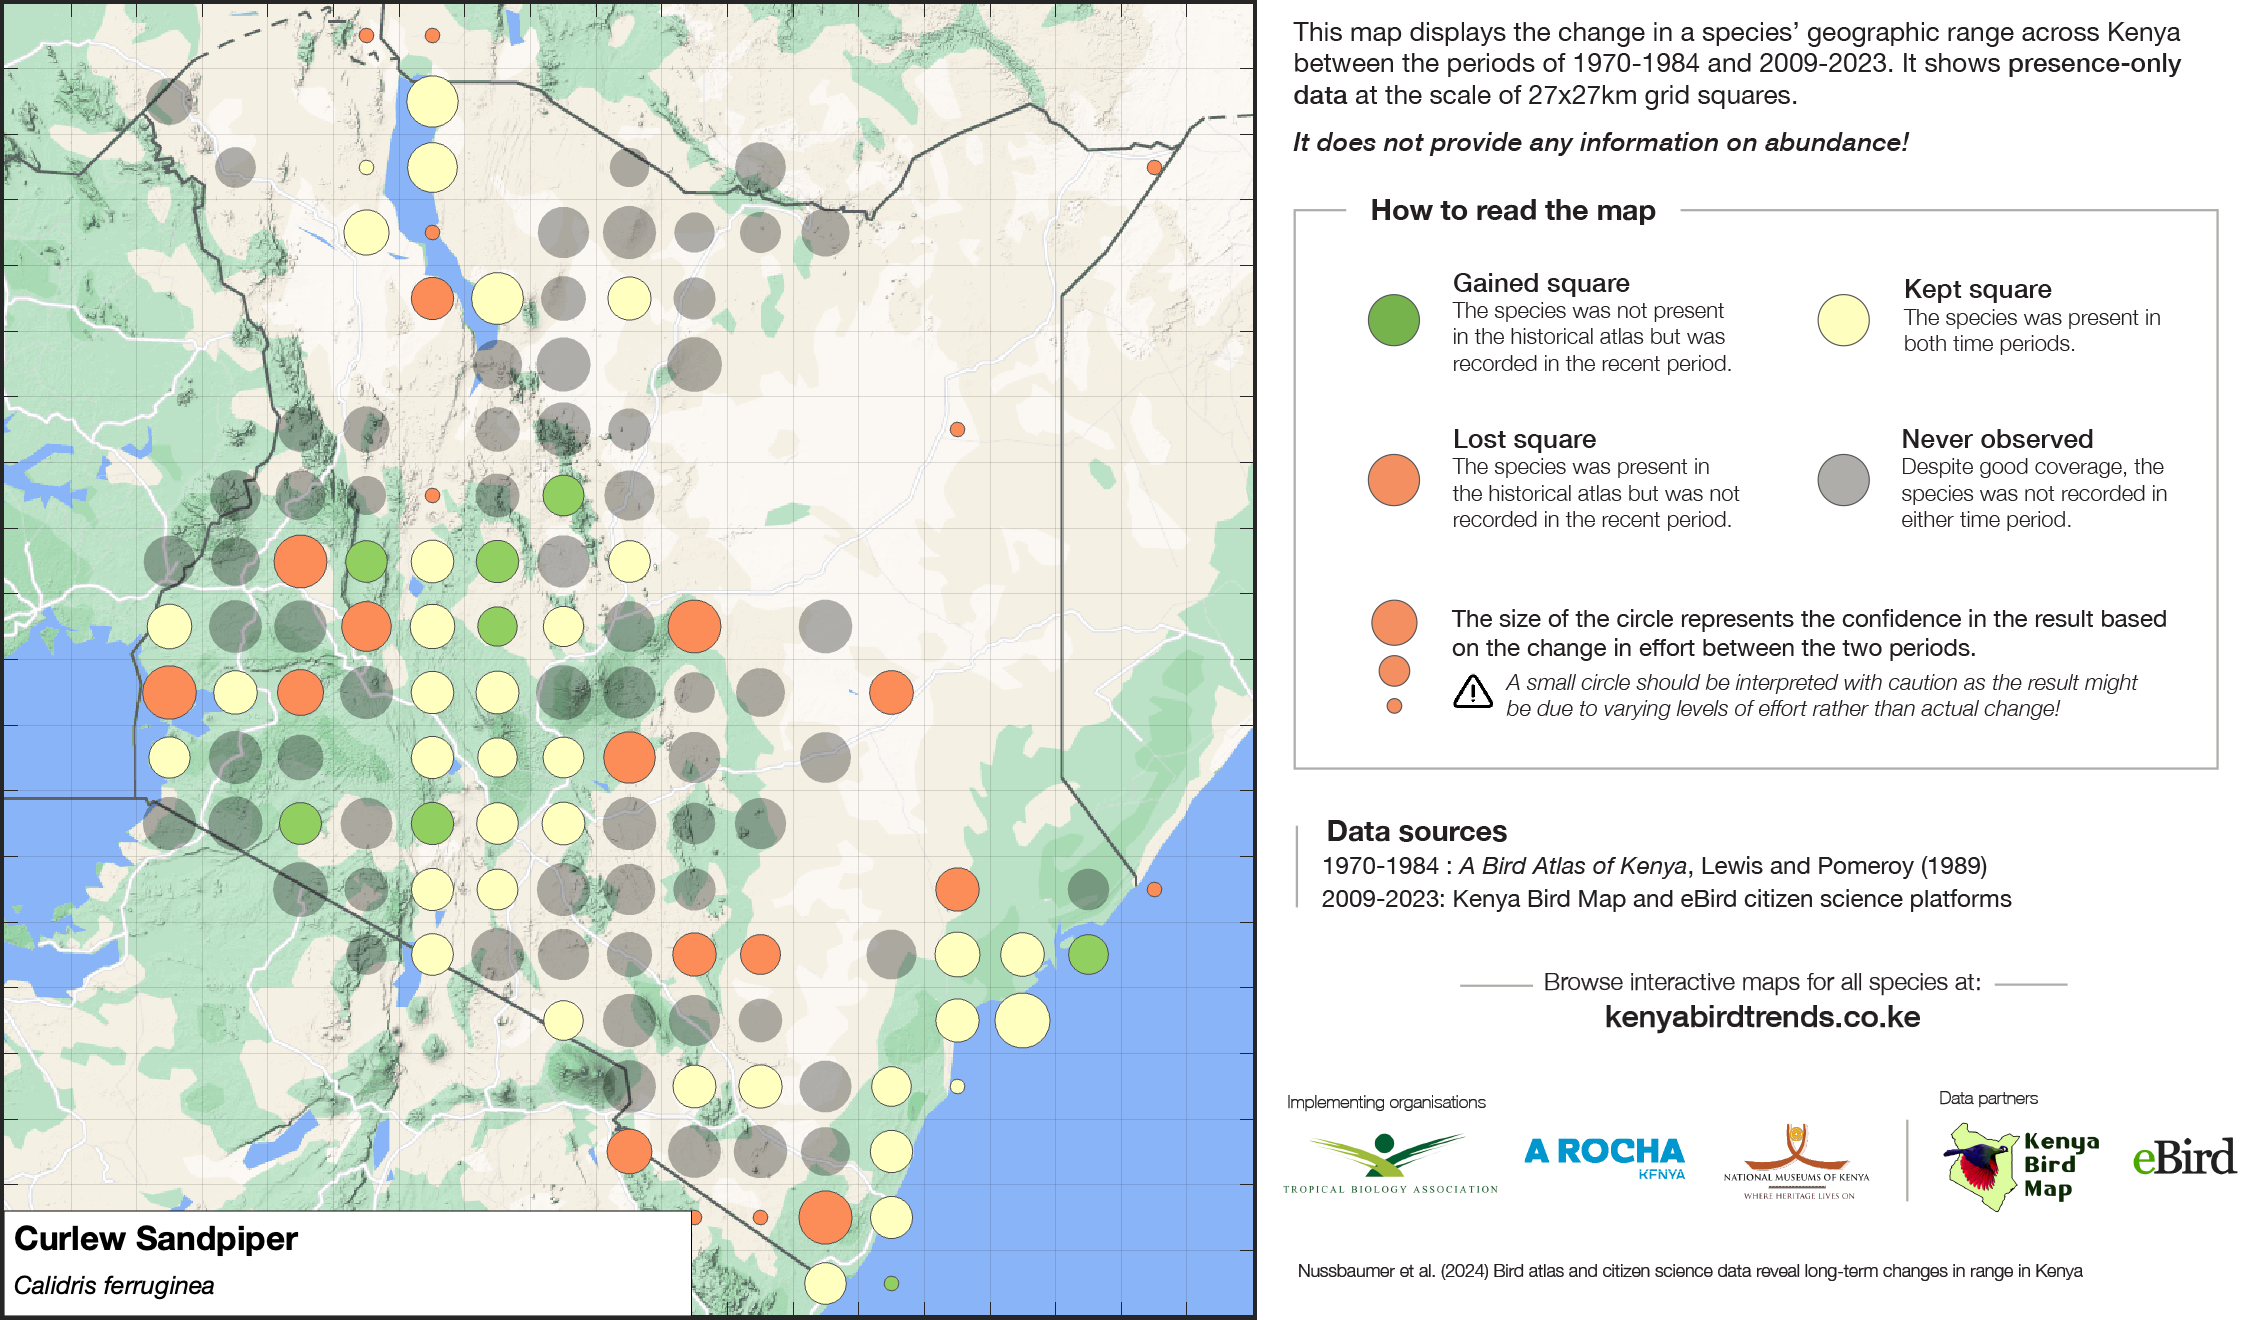 This map displays the change in a species’ geographic range across Kenya
between the periods of 1970-1984 and 2009-2023. It shows presence-only
data at the scale of 27x27km grid squares.
It does not provide any information on abundance!
How to read the map
Gained square
The species was not present
in the historical atlas but was
recorded in the recent period.
Kept square
The species was present in
both time periods.
Lost square
The species was present in
the historical atlas but was not
recorded in the recent period.
Never observed
Despite good coverage, the
species was not recorded in
either time period.
The size of the circle represents the confidence in the result based
on the change in effort between the two periods.
A small circle should be interpreted with caution as the result might
be due to varying levels of effort rather than actual change!
Data sources
1970-1984 : A Bird Atlas of Kenya, Lewis and Pomeroy (1989)
2009-2023: Kenya Bird Map and eBird citizen science platforms
Browse interactive maps for all species at:
kenyabirdtrends.co.ke
Implementing organisations
Data partners
TROPICAL BIOLOGY ASSOCIATION
A ROCHA
KENYA
NATIONAL MUSEUMS OF KENYA
WHERE HERITAGE LIVES ON
Kenya
Bird
Map
eBird
Curlew Sandpiper
Calidris ferruginea
Nussbaumer et al. (2024) Bird atlas and citizen science data reveal long-term changes in range in Kenya